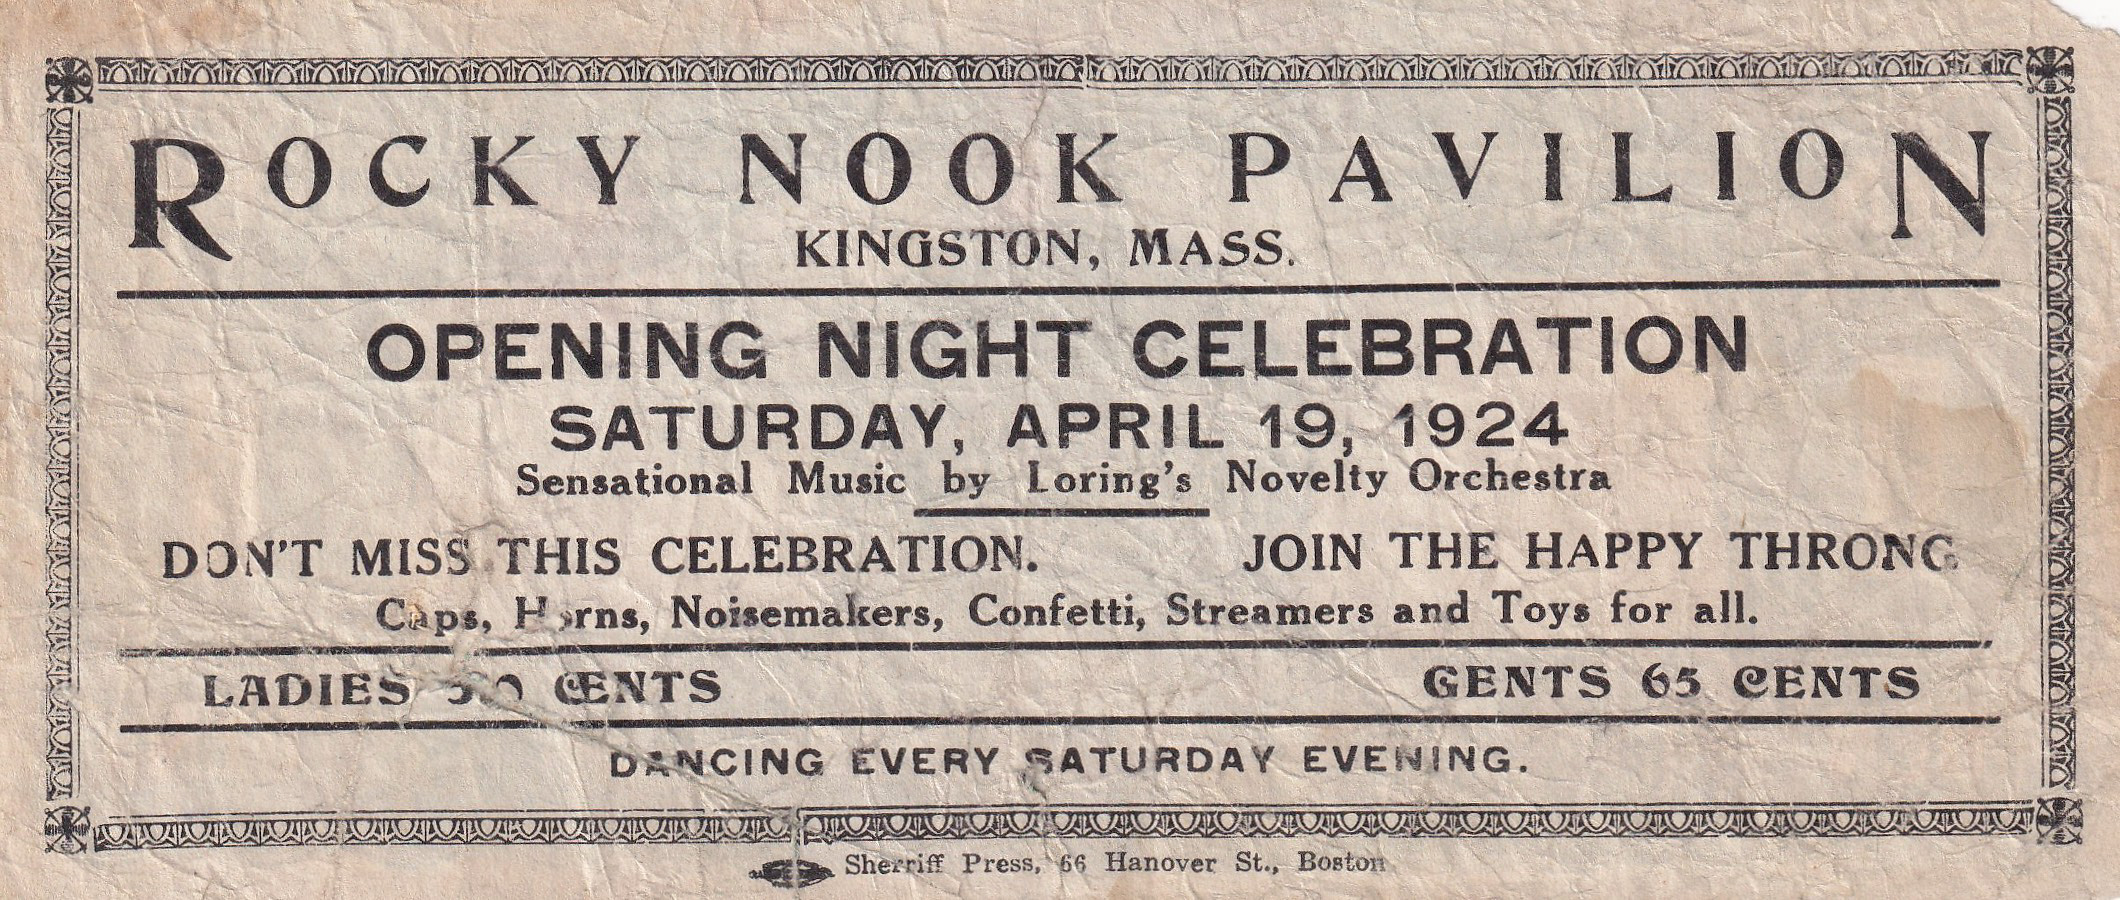 ROCKY NOOK PAVILION
KINGSTON, MASS.
OPENING NIGHT CELEBRATION
SATURDAY, APRIL 19, 1924
Sensational Music by Loring's Novelty Orchestra
DON'T MISS THIS CELEBRATION. JOIN THE HAPPY THRONG
Caps, Horns, Noisemakers, Confetti, Streamers and Toys for all.
LADIES CENTS GENTS 65 CENTS
DANCING EVERY SATURDAY EVENING.
Sherriff Press, 66 Hanover St., Boston